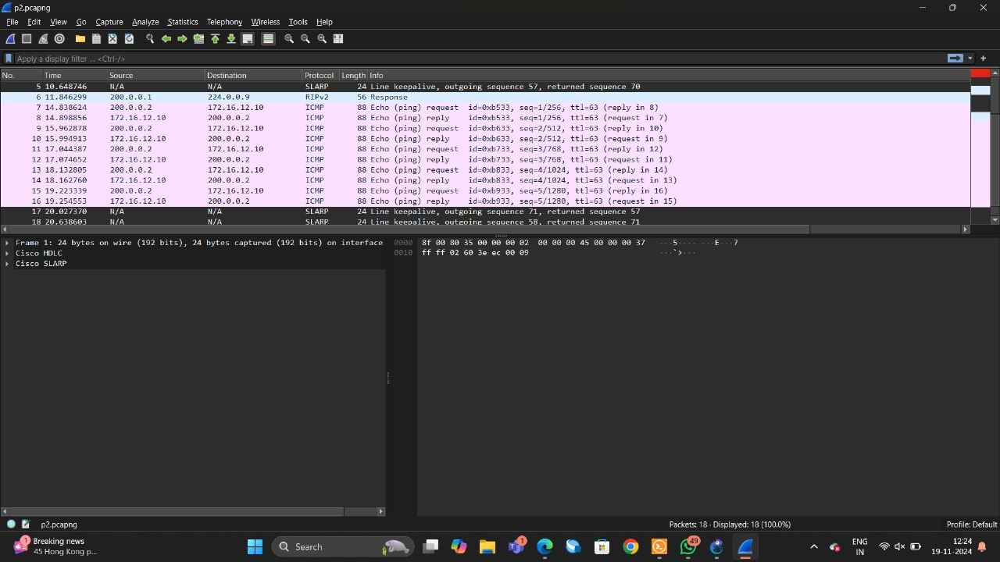 p2.pcapng
File Edit View Go Capture Analyze Statistics Telephony Wireless Tools Help
Apply a display filter ... <Ctrl-/>
No. Time Source Destination Protocol Length Info
5 10.648746 N/A N/A SLARP 24 Line keepalive, outgoing sequence 57, returned sequence 70
6 11.846299 200.0.0.1 224.0.0.9 RIPv2 56 Response
7 14.838624 200.0.0.2 172.16.12.10 ICMP 88 Echo (ping) request id=0xb533, seq=1/256, ttl=63 (reply in 8)
8 14.898856 172.16.12.10 200.0.0.2 ICMP 88 Echo (ping) reply id=0xb533, seq=1/256, ttl=63 (request in 7)
9 15.962878 200.0.0.2 172.16.12.10 ICMP 88 Echo (ping) request id=0xb633, seq=2/512, ttl=63 (reply in 10)
10 15.994913 172.16.12.10 200.0.0.2 ICMP 88 Echo (ping) reply id=0xb633, seq=2/512, ttl=63 (request in 9)
11 17.044387 200.0.0.2 172.16.12.10 ICMP 88 Echo (ping) request id=0xb733, seq=3/768, ttl=63 (reply in 12)
12 17.074652 172.16.12.10 200.0.0.2 ICMP 88 Echo (ping) reply id=0xb733, seq=3/768, ttl=63 (request in 11)
13 18.132805 200.0.0.2 172.16.12.10 ICMP 88 Echo (ping) request id=0xb833, seq=4/1024, ttl=63 (reply in 14)
14 18.162760 172.16.12.10 200.0.0.2 ICMP 88 Echo (ping) reply id=0xb833, seq=4/1024, ttl=63 (request in 13)
15 19.223339 200.0.0.2 172.16.12.10 ICMP 88 Echo (ping) request id=0xb933, seq=5/1280, ttl=63 (reply in 16)
16 19.254553 172.16.12.10 200.0.0.2 ICMP 88 Echo (ping) reply id=0xb933, seq=5/1280, ttl=63 (request in 15)
17 20.027370 N/A N/A SLARP 24 Line keepalive, outgoing sequence 71, returned sequence 57
18 20.638603 N/A N/A SLARP 24 Line keepalive, outgoing sequence 58, returned sequence 71
Frame 1: 24 bytes on wire (192 bits), 24 bytes captured (192 bits) on interface
Cisco HDLC
Cisco SLARP
0000 8f 00 80 35 00 00 00 02 00 00 00 45 00 00 00 37 ···5···· ···E···7
0010 ff ff 02 60 3e ec 00 09 ···`>···
p2.pcapng
Packets: 18 · Displayed: 18 (100.0%)
Profile: Default
1
Breaking news
45 Hong Kong p...
Search
1
49
ENG
IN
12:24
19-11-2024